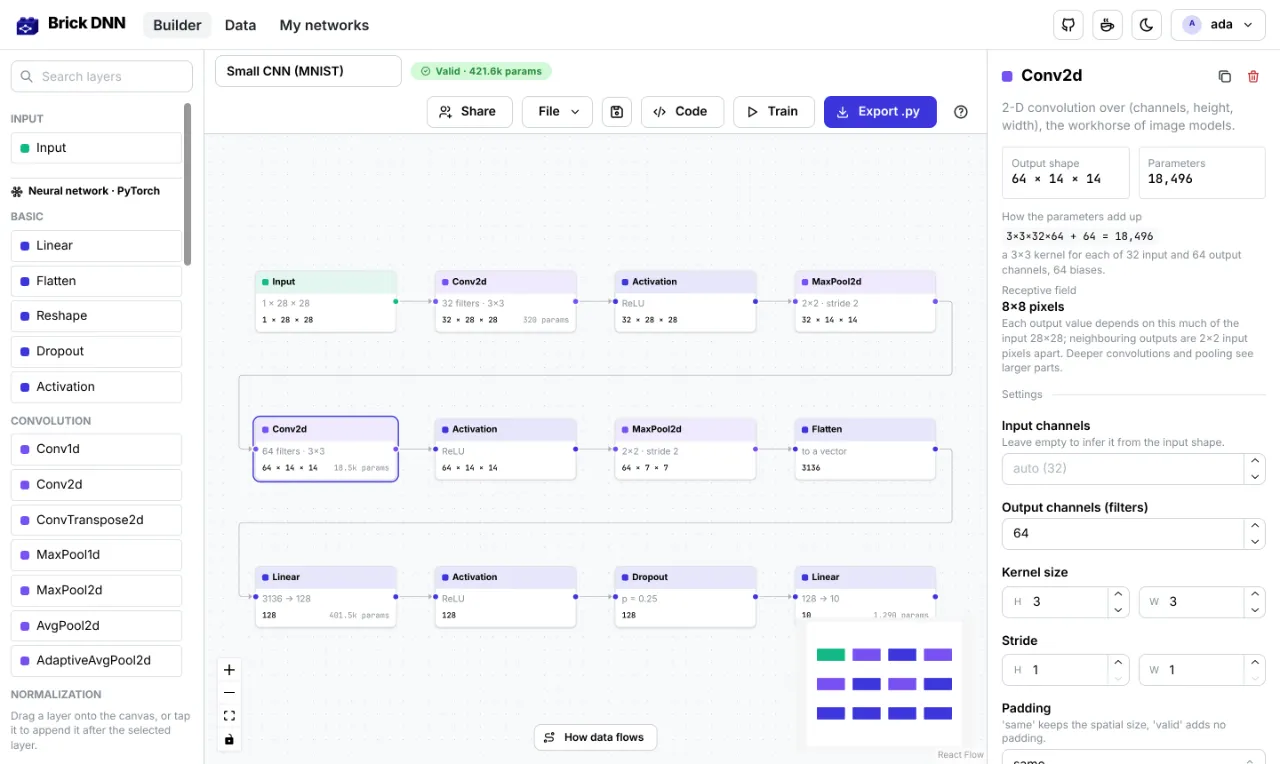 Brick DNN
Builder
Data
My networks
A
ada
Search layers
INPUT
Input
Neural network · PyTorch
BASIC
Linear
Flatten
Reshape
Dropout
Activation
CONVOLUTION
Conv1d
Conv2d
ConvTranspose2d
MaxPool1d
MaxPool2d
AvgPool2d
AdaptiveAvgPool2d
NORMALIZATION
Drag a layer onto the canvas, or tap
it to append it after the selected
layer.
Small CNN (MNIST)
Valid · 421.6k params
Share
File
Code
Train
Export .py
Input
1 × 28 × 28
1 × 28 × 28
Conv2d
32 filters · 3×3
32 × 28 × 28 320 params
Activation
ReLU
32 × 28 × 28
MaxPool2d
2×2 · stride 2
32 × 14 × 14
Conv2d
64 filters · 3×3
64 × 14 × 14 18.5k params
Activation
ReLU
64 × 14 × 14
MaxPool2d
2×2 · stride 2
64 × 7 × 7
Flatten
to a vector
3136
Linear
3136 → 128
128 401.5k params
Activation
ReLU
128
Dropout
p = 0.25
128
Linear
128 → 10
10 1,290 params
How data flows
React Flow
Conv2d
2-D convolution over (channels, height,
width), the workhorse of image models.
Output shape
64 × 14 × 14
Parameters
18,496
How the parameters add up
3×3×32×64 + 64 = 18,496
a 3×3 kernel for each of 32 input and 64 output
channels, 64 biases.
Receptive field
8×8 pixels
Each output value depends on this much of the
input 28×28; neighbouring outputs are 2×2 input
pixels apart. Deeper convolutions and pooling see
larger parts.
Settings
Input channels
Leave empty to infer it from the input shape.
auto (32)
Output channels (filters)
64
Kernel size
H 3
W 3
Stride
H 1
W 1
Padding
'same' keeps the spatial size, 'valid' adds no
padding.
same